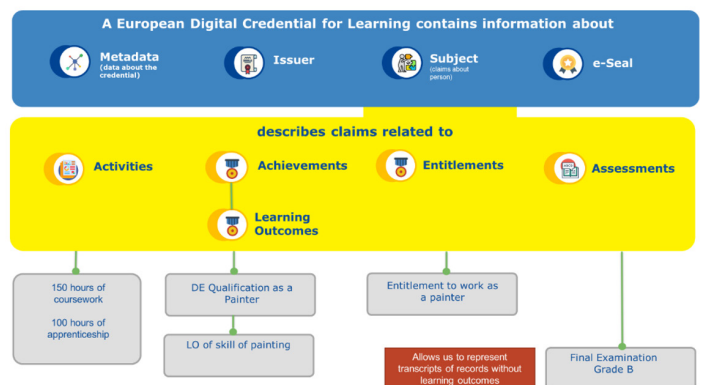 A European Digital Credential for Learning contains information about
Metadata
(data about the
credential)
Issuer
Subject
(claims about
person)
e-Seal
describes claims related to
Activities
Achievements
Entitlements
Assessments
Learning
Outcomes
150 hours of
coursework
100 hours of
apprenticeship
DE Qualification as a
Painter
LO of skill of painting
Entitlement to work as
a painter
Allows us to represent
transcripts of records without
learning outcomes
Final Examination
Grade B